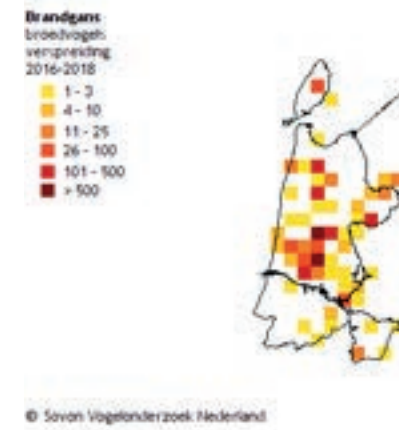 Brandgans
broedvogels
verspreiding
2016-2018
1 - 3
4 - 10
11 - 25
26 - 100
101 - 500
> 500
© Sovon Vogelonderzoek Nederland